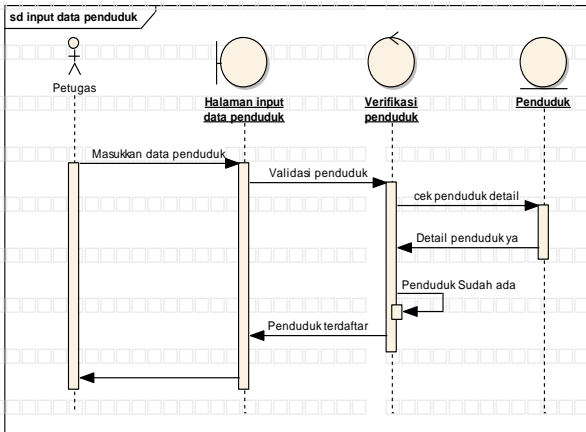 sd input data penduduk
Petugas
Halaman input
data penduduk
Verifikasi
penduduk
Penduduk
Masukkan data penduduk
Validasi penduduk
cek penduduk detail
Detail penduduk ya
Penduduk Sudah ada
Penduduk terdaftar